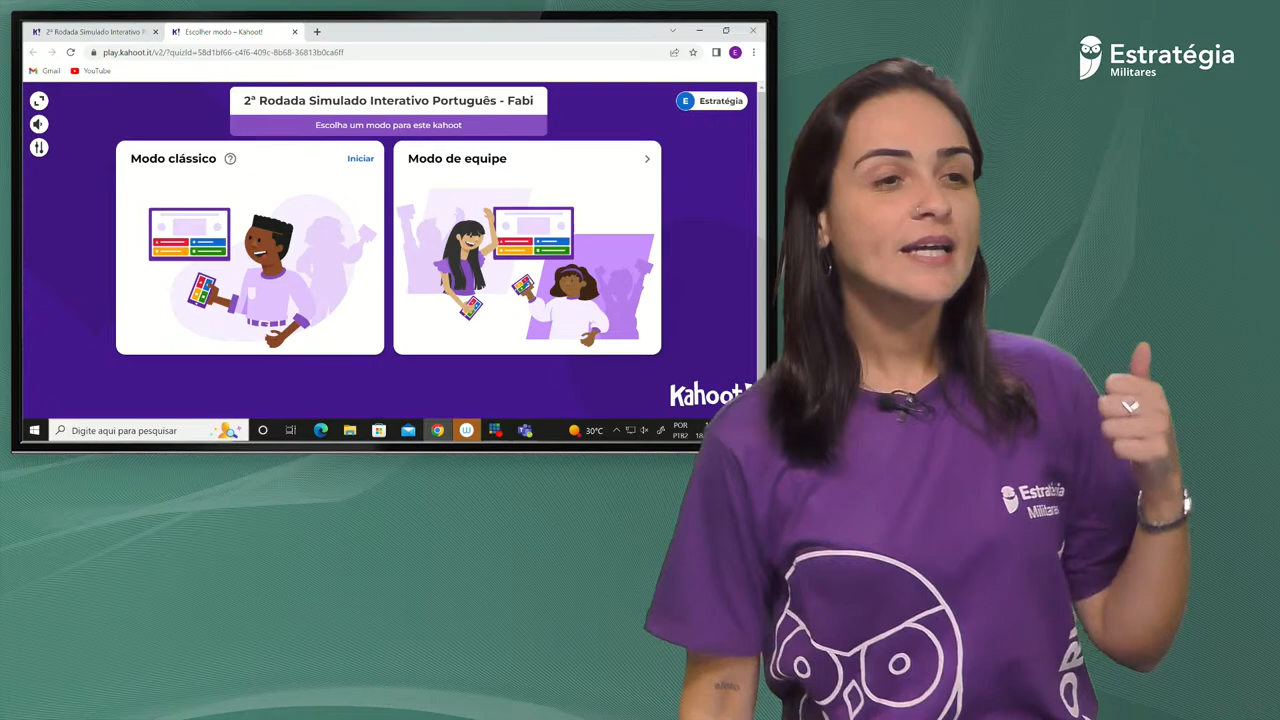 2ª Rodada Simulado Interativo P
Escolher modo – Kahoot!
play.kahoot.it/v2/?quizId=58d1bf66-c4f6-409c-8b68-36813b0ca6ff
E
Gmail
YouTube
2ª Rodada Simulado Interativo Português - Fabi
Escolha um modo para este kahoot
E Estratégia
Modo clássico ?
Iniciar
Modo de equipe
Kahoot!
Digite aqui para pesquisar
30°C
POR
PTB2
Estratégia
Militares
Estratégia
Militares